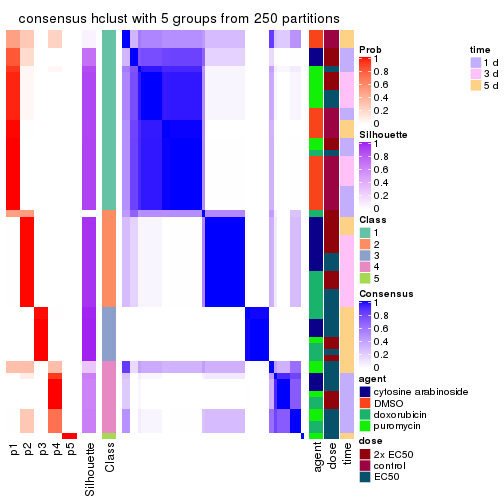 consensus hclust with 5 groups from 250 partitions
Prob
1
0.8
0.6
0.4
0.2
0
Silhouette
1
0.8
0.6
0.4
0.2
0
Class
1
2
3
4
5
Consensus
1
0.8
0.6
0.4
0.2
0
agent
cytosine arabinoside
DMSO
doxorubicin
puromycin
dose
2x EC50
control
EC50
time
1 d
3 d
5 d
p1
p2
p3
p4
p5
Silhouette
Class
agent
dose
time